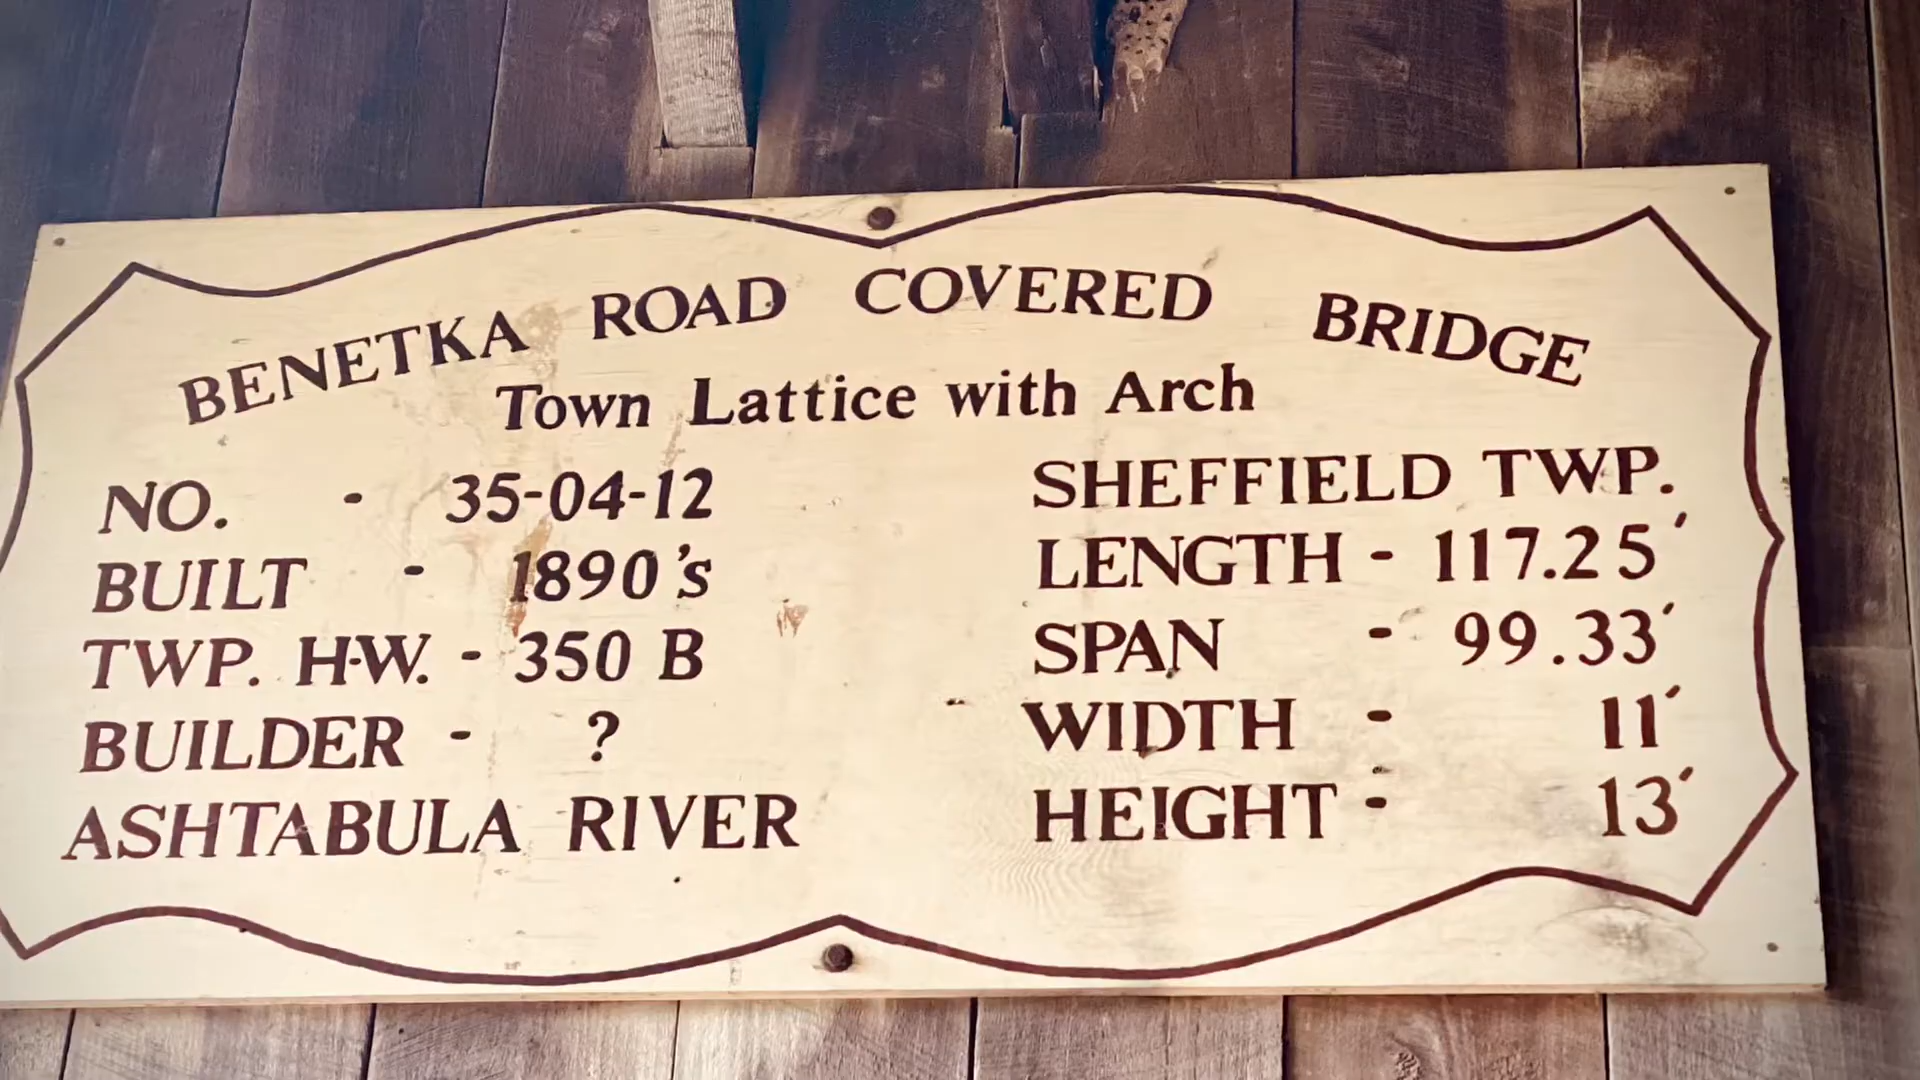 BENETKA ROAD COVERED BRIDGE
Town Lattice with Arch
NO. - 35-04-12
BUILT - 1890's
TWP. H·W. - 350 B
BUILDER - ?
ASHTABULA RIVER
SHEFFIELD TWP.
LENGTH - 117.25'
SPAN - 99.33'
WIDTH - 11'
HEIGHT - 13'